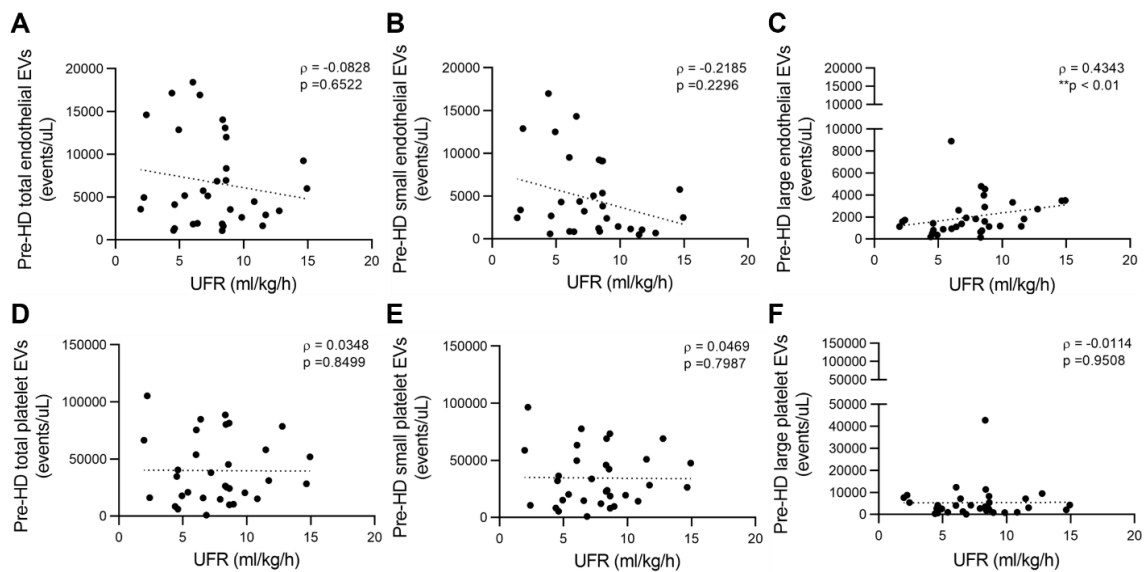 A
Pre-HD total endothelial EVs
(events/uL)
20000
15000
10000
5000
0
0
5
10
15
20
UFR (ml/kg/h)
ρ = -0.0828
p =0.6522
B
Pre-HD small endothelial EVs
(events/uL)
20000
15000
10000
5000
0
0
5
10
15
20
UFR (ml/kg/h)
ρ = -0.2185
p =0.2296
C
Pre-HD large endothelial EVs
(events/uL)
20000
15000
10000
10000
8000
6000
4000
2000
0
0
5
10
15
20
UFR (ml/kg/h)
ρ = 0.4343
**p < 0.01
D
Pre-HD total platelet EVs
(events/uL)
150000
100000
50000
0
0
5
10
15
20
UFR (ml/kg/h)
ρ = 0.0348
p =0.8499
E
Pre-HD small platelet EVs
(events/uL)
150000
100000
50000
0
0
5
10
15
20
UFR (ml/kg/h)
ρ = 0.0469
p =0.7987
F
Pre-HD large platelet EVs
(events/uL)
150000
100000
50000
50000
40000
30000
20000
10000
0
0
5
10
15
20
UFR (ml/kg/h)
ρ = -0.0114
p =0.9508